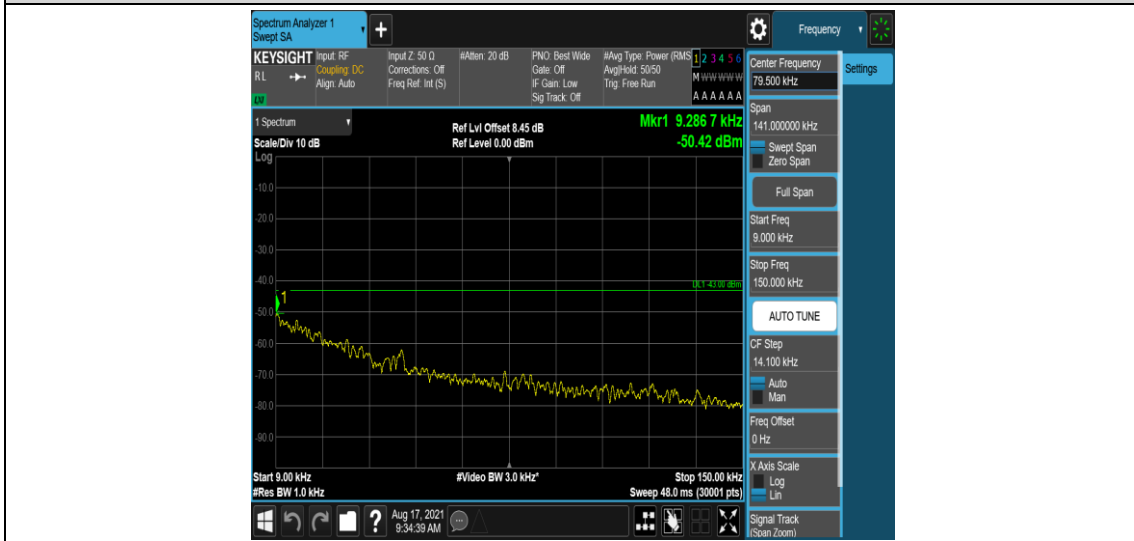 Spectrum Analyzer 1
Swept SA
+
Frequency
KEYSIGHT
RL
LXI
Input: RF
Coupling: DC
Align: Auto
Input Z: 50 Ω
Corrections: Off
Freq Ref: Int (S)
#Atten: 20 dB
PNO: Best Wide
Gate: Off
IF Gain: Low
Sig Track: Off
#Avg Type: Power (RMS
Avg|Hold: 50/50
Trig: Free Run
1 2 3 4 5 6
M W W W W W
A A A A A A
Center Frequency
79.500 kHz
Settings
Span
141.000000 kHz
Swept Span
Zero Span
Full Span
Start Freq
9.000 kHz
Stop Freq
150.000 kHz
AUTO TUNE
CF Step
14.100 kHz
Auto
Man
Freq Offset
0 Hz
X Axis Scale
Log
Lin
Signal Track
(Span Zoom)
1 Spectrum
Scale/Div 10 dB
Log
Ref Lvl Offset 8.45 dB
Ref Level 0.00 dBm
Mkr1 9.286 7 kHz
-50.42 dBm
-10.0
-20.0
-30.0
-40.0
DL1 -43.00 dBm
1
-50.0
-60.0
-70.0
-80.0
-90.0
Start 9.00 kHz
#Video BW 3.0 kHz*
Stop 150.00 kHz
#Res BW 1.0 kHz
Sweep 48.0 ms (30001 pts)
?
Aug 17, 2021
9:34:39 AM